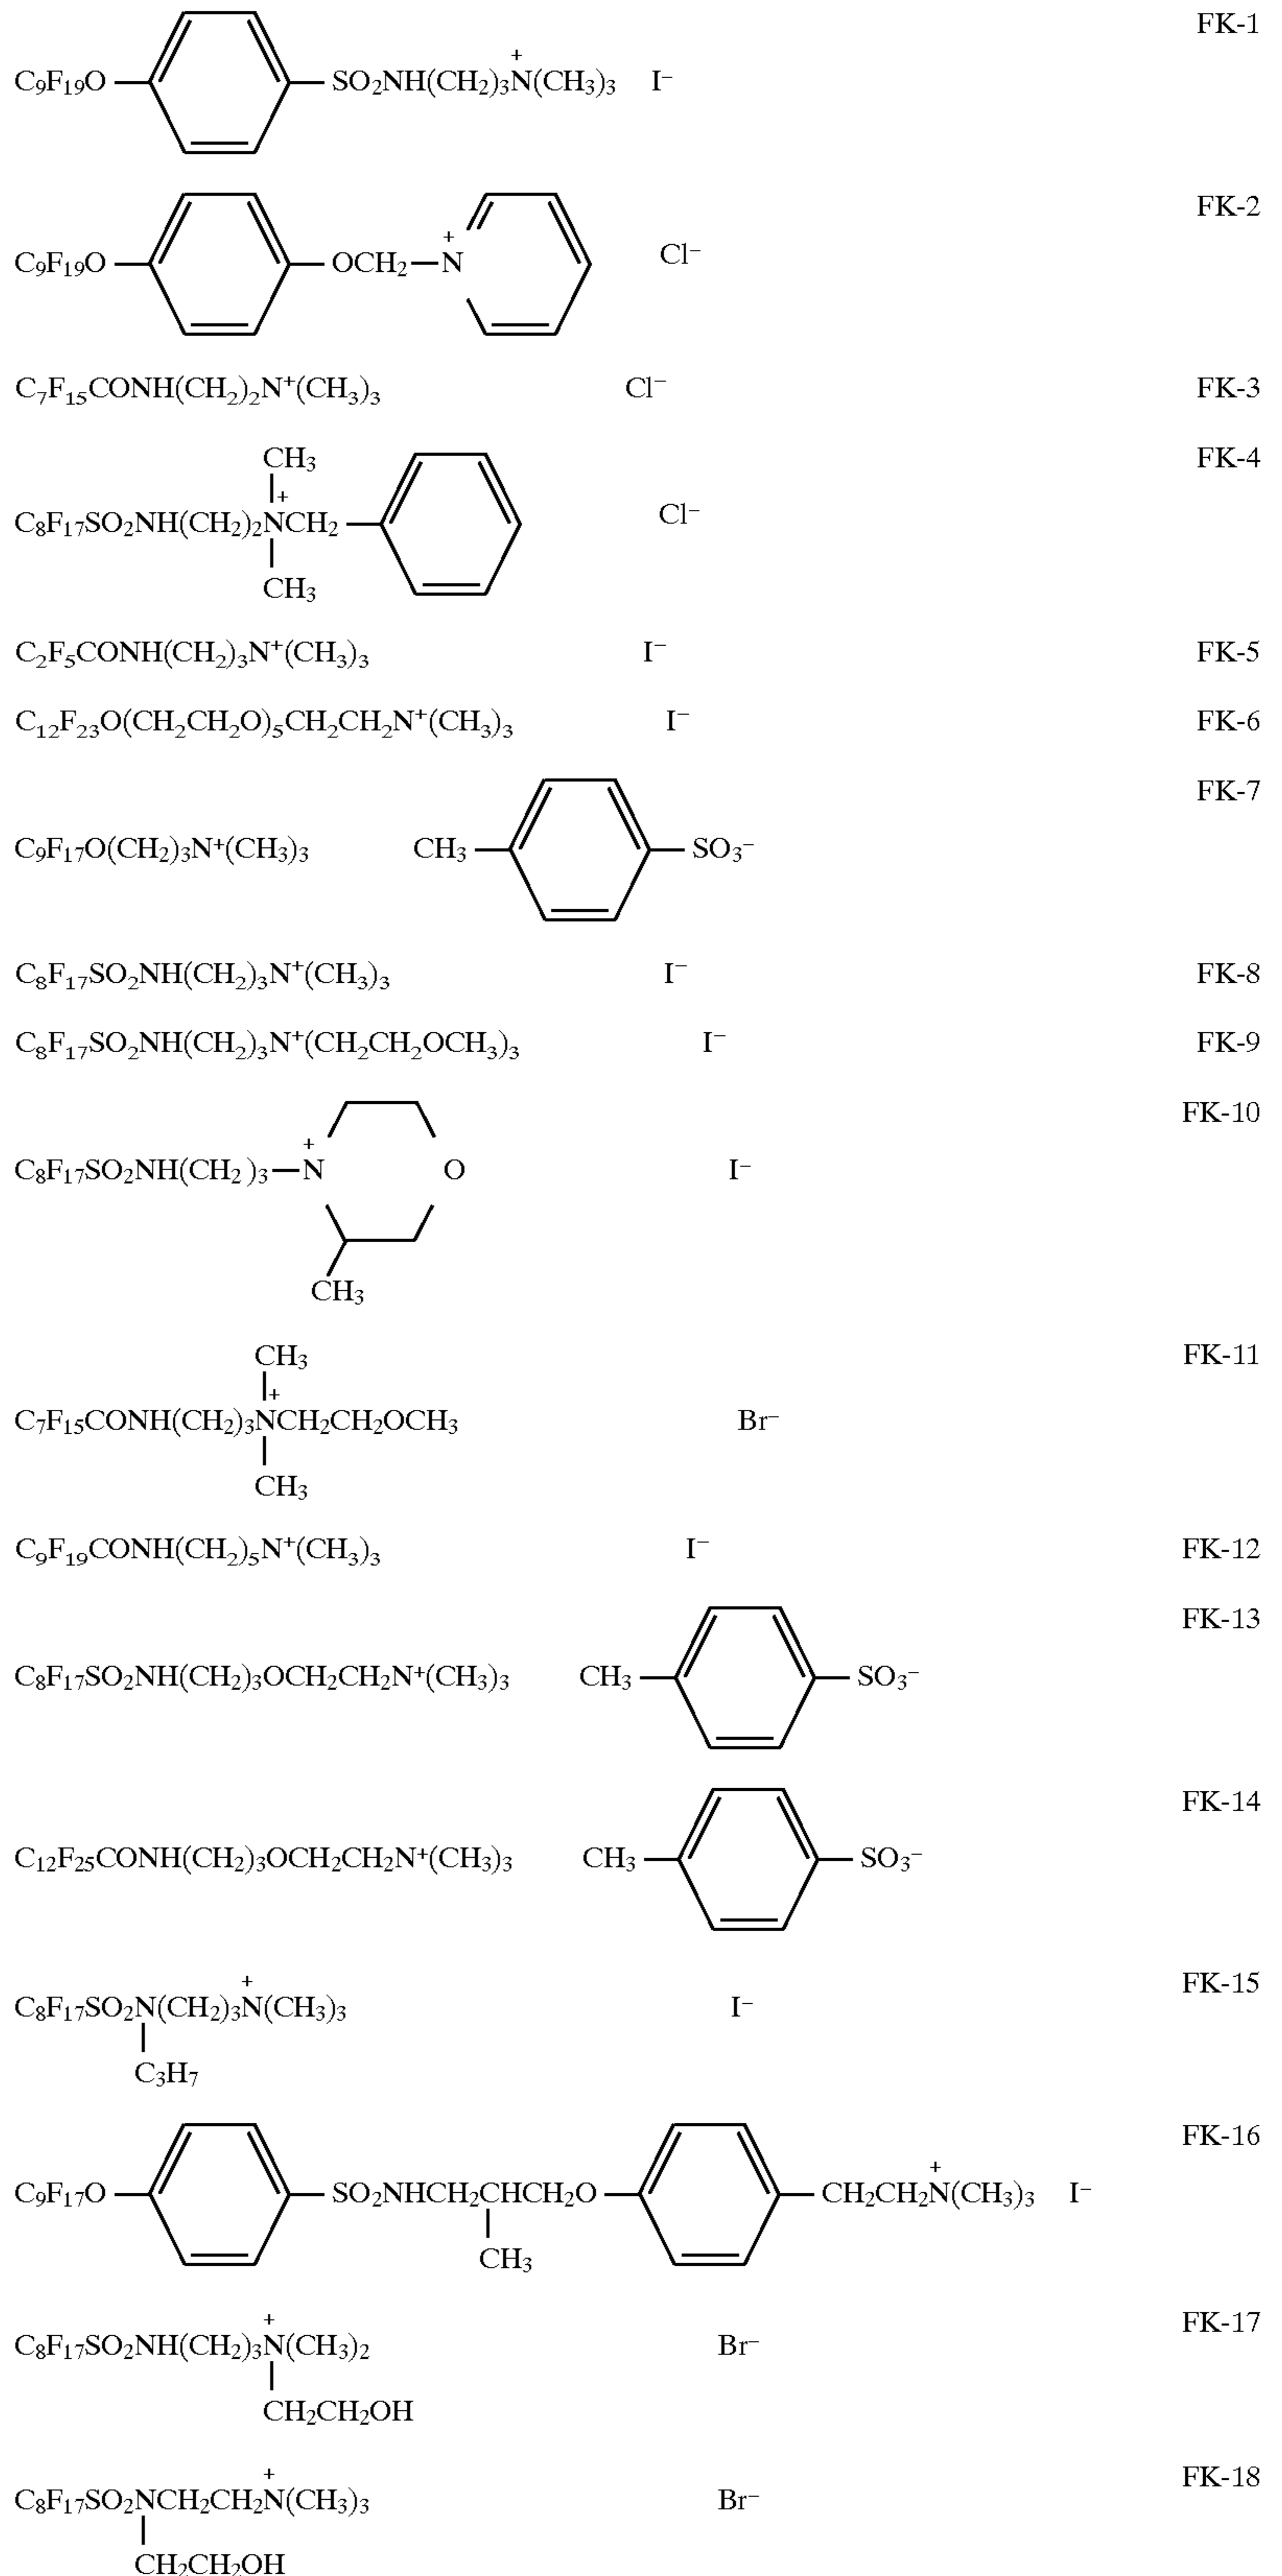 FK-1
C₉F₁₉O SO₂NH(CH₂)₃N⁺(CH₃)₃ I⁻
FK-2
C₉F₁₉O OCH₂ N⁺ Cl⁻
C₇F₁₅CONH(CH₂)₂N⁺(CH₃)₃ Cl⁻ FK-3
FK-4
CH₃
C₈F₁₇SO₂NH(CH₂)₂N⁺CH₂ Cl⁻
CH₃
C₂F₅CONH(CH₂)₃N⁺(CH₃)₃ I⁻ FK-5
C₁₂F₂₃O(CH₂CH₂O)₅CH₂CH₂N⁺(CH₃)₃ I⁻ FK-6
FK-7
C₉F₁₇O(CH₂)₃N⁺(CH₃)₃ CH₃ SO₃⁻
C₈F₁₇SO₂NH(CH₂)₃N⁺(CH₃)₃ I⁻ FK-8
C₈F₁₇SO₂NH(CH₂)₃N⁺(CH₂CH₂OCH₃)₃ I⁻ FK-9
FK-10
C₈F₁₇SO₂NH(CH₂)₃ N⁺ O I⁻
CH₃
FK-11
CH₃
C₇F₁₅CONH(CH₂)₃N⁺CH₂CH₂OCH₃ Br⁻
CH₃
C₉F₁₉CONH(CH₂)₅N⁺(CH₃)₃ I⁻ FK-12
FK-13
C₈F₁₇SO₂NH(CH₂)₃OCH₂CH₂N⁺(CH₃)₃ CH₃ SO₃⁻
FK-14
C₁₂F₂₅CONH(CH₂)₃OCH₂CH₂N⁺(CH₃)₃ CH₃ SO₃⁻
FK-15
C₈F₁₇SO₂N(CH₂)₃N⁺(CH₃)₃ I⁻
C₃H₇
FK-16
C₉F₁₇O SO₂NHCH₂CHCH₂O CH₂CH₂N⁺(CH₃)₃ I⁻
CH₃
FK-17
C₈F₁₇SO₂NH(CH₂)₃N⁺(CH₃)₂ Br⁻
CH₂CH₂OH
FK-18
C₈F₁₇SO₂NCH₂CH₂N⁺(CH₃)₃ Br⁻
CH₂CH₂OH